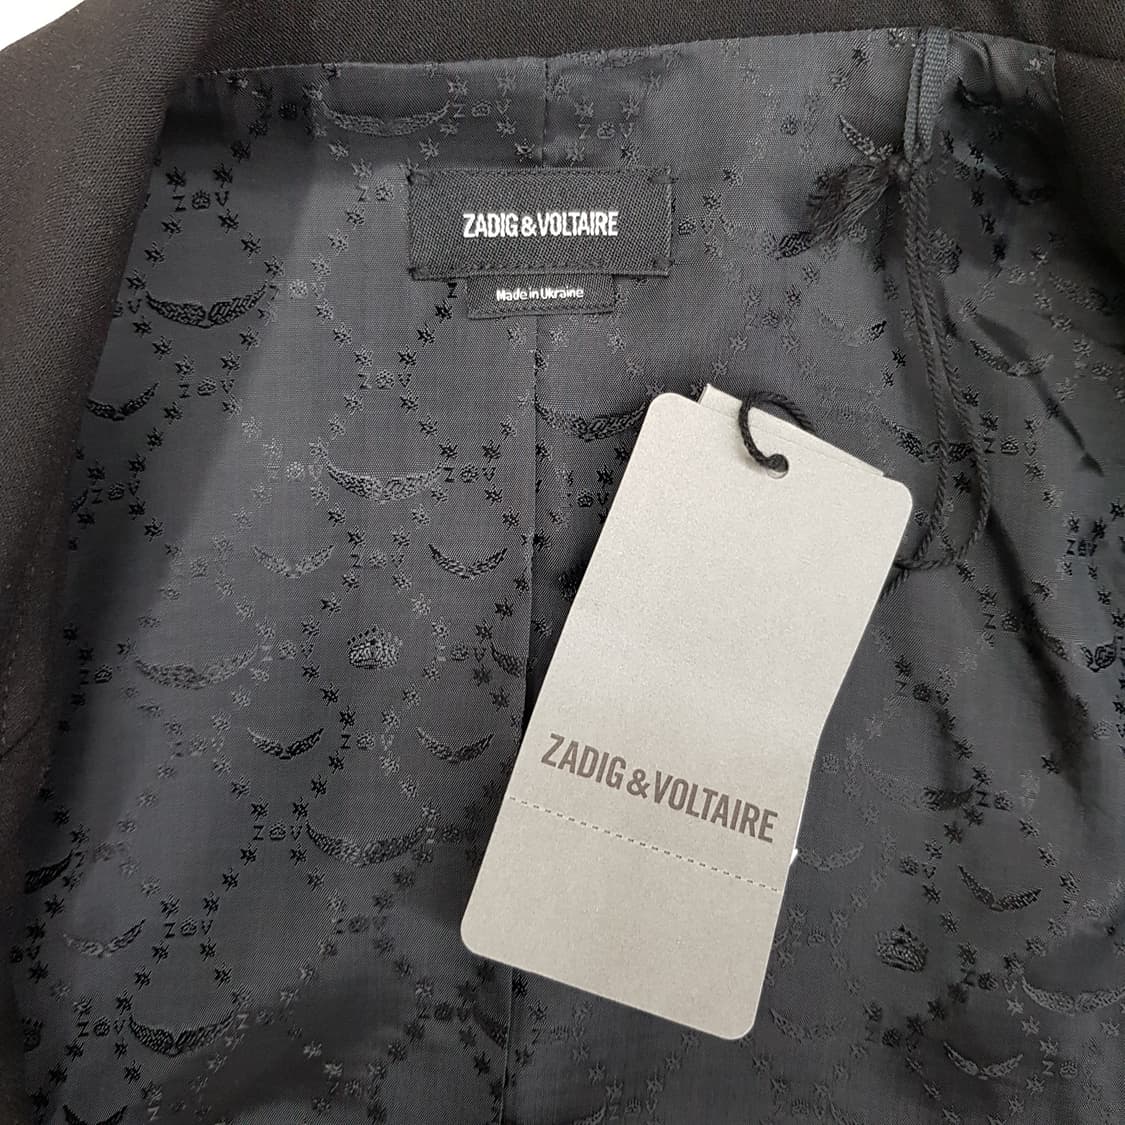 ZADIG & VOLTAIRE
Made in Ukraine
ZADIG & VOLTAIRE